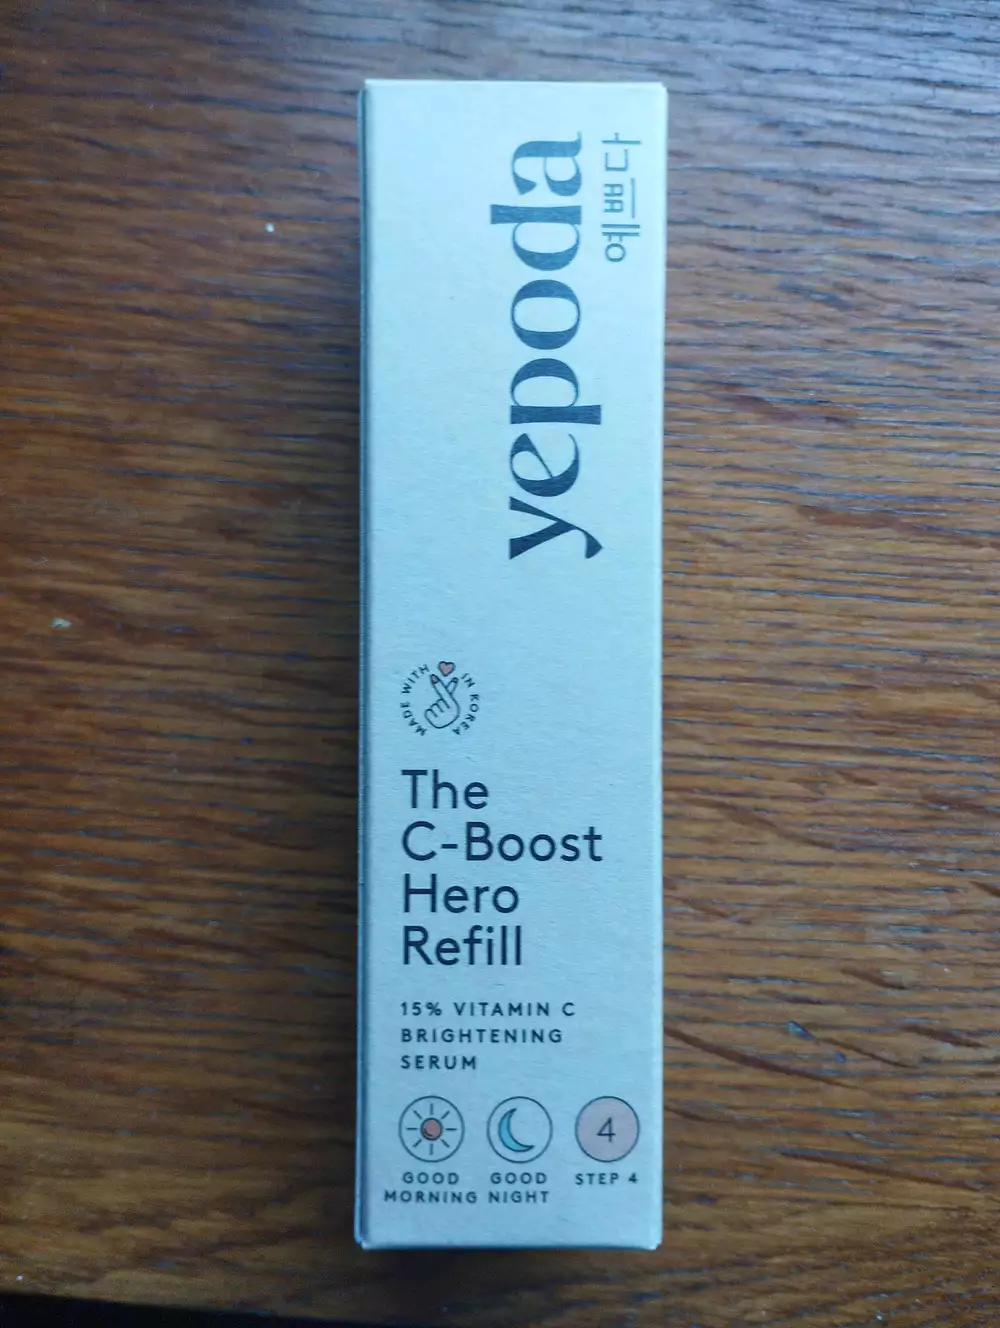 yepoda
예쁘다
MADE WITH IN KOREA
The
C-Boost
Hero
Refill
15% VITAMIN C
BRIGHTENING
SERUM
4
GOOD MORNING
GOOD NIGHT
STEP 4